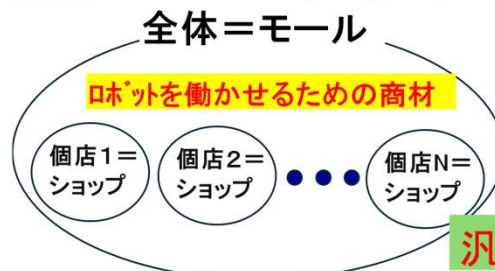 全体＝モール
ロボットを働かせるための商材
個店1＝
ショップ
個店2＝
ショップ
●●●
個店N＝
ショップ
汎